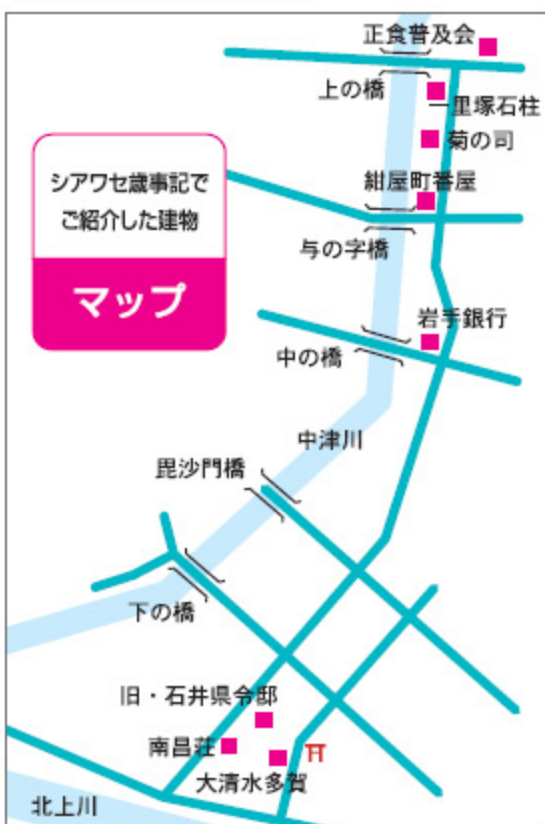 正食普及会
上の橋
里塚石柱
菊の司
シアワセ歳事記で
ご紹介した建物
マップ
紺屋町番屋
与の字橋
岩手銀行
中の橋
中津川
毘沙門橋
下の橋
旧・石井県令邸
南昌荘
大清水多賀
北上川